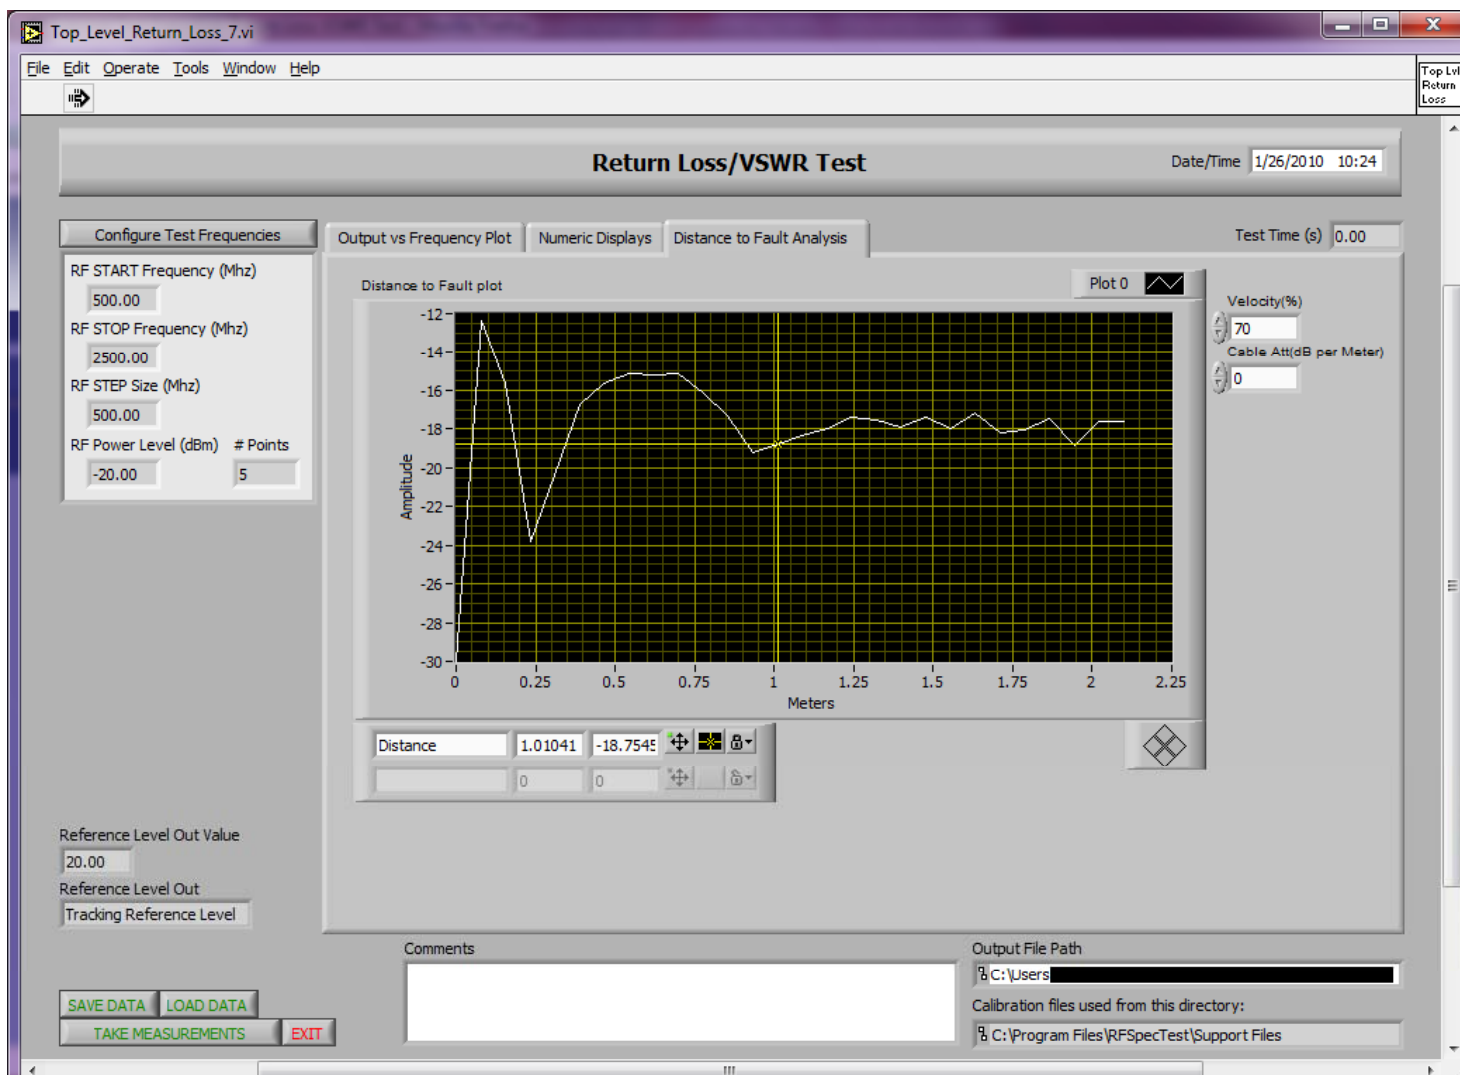 Top_Level_Return_Loss_7.vi
File Edit Operate Tools Window Help
Top Lvl
Return
Loss
Return Loss/VSWR Test
Date/Time 1/26/2010 10:24
Configure Test Frequencies
Output vs Frequency Plot Numeric Displays Distance to Fault Analysis
Test Time (s) 0.00
RF START Frequency (Mhz)
500.00
RF STOP Frequency (Mhz)
2500.00
RF STEP Size (Mhz)
500.00
RF Power Level (dBm) # Points
-20.00 5
Distance to Fault plot
Plot 0
Velocity(%)
70
Cable Att(dB per Meter)
0
Amplitude
-12
-14
-16
-18
-20
-22
-24
-26
-28
-30
0 0.25 0.5 0.75 1 1.25 1.5 1.75 2 2.25
Meters
Distance 1.01041 -18.7545
0 0
Reference Level Out Value
20.00
Reference Level Out
Tracking Reference Level
Comments
Output File Path
C:\Users
Calibration files used from this directory:
C:\Program Files\RFSpecTest\Support Files
SAVE DATA LOAD DATA
TAKE MEASUREMENTS EXIT